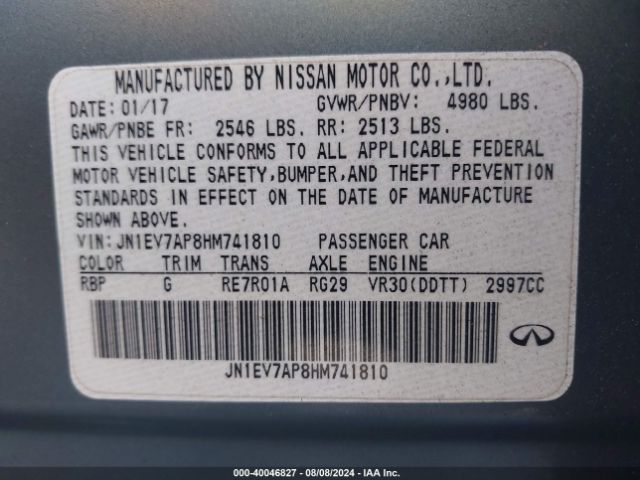 MANUFACTURED BY NISSAN MOTOR CO.,LTD.
DATE: 01/17 GVWR/PNBV: 4980 LBS.
GAWR/PNBE FR: 2546 LBS. RR: 2513 LBS.
THIS VEHICLE CONFORMS TO ALL APPLICABLE FEDERAL
MOTOR VEHICLE SAFETY,BUMPER,AND THEFT PREVENTION
STANDARDS IN EFFECT ON THE DATE OF MANUFACTURE
SHOWN ABOVE.
VIN:JN1EV7AP8HM741810 PASSENGER CAR
COLOR TRIM TRANS AXLE ENGINE
RBP G RE7R01A RG29 VR30(DDTT) 2997CC
JN1EV7AP8HM741810
000-40046827 - 08/08/2024 - IAA Inc.